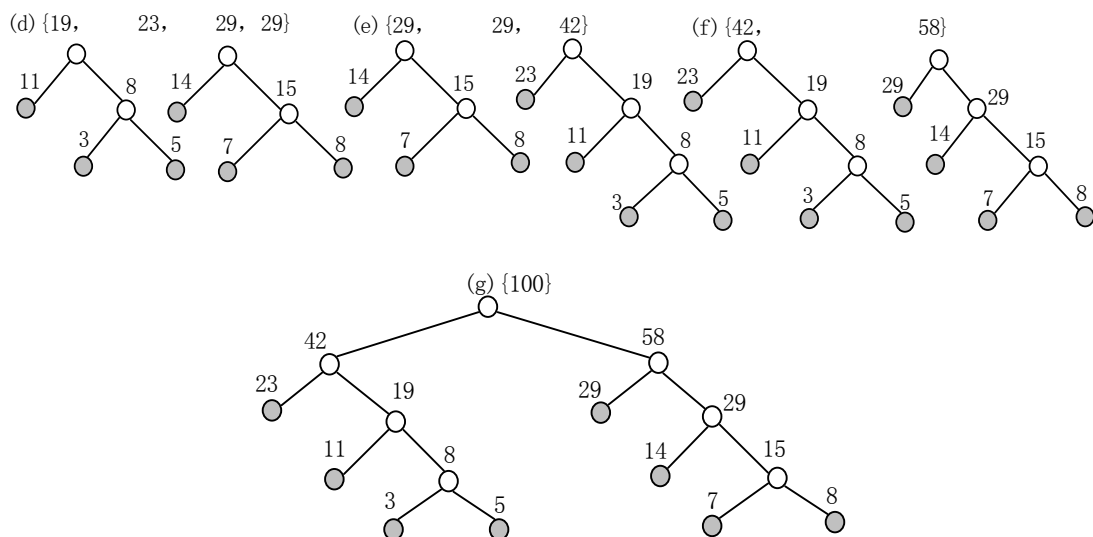 (d) {19,    23,    29, 29}    (e) {29,    29,    42}    (f) {42,    58}
11 8 14 15 14 15 23 19 23 19 29 29
3 5 7 8 7 8 11 8 11 8 14 15
3 5 3 5 7 8
(g) {100}
42 58
23 19 29 29
11 8 14 15
3 5 7 8